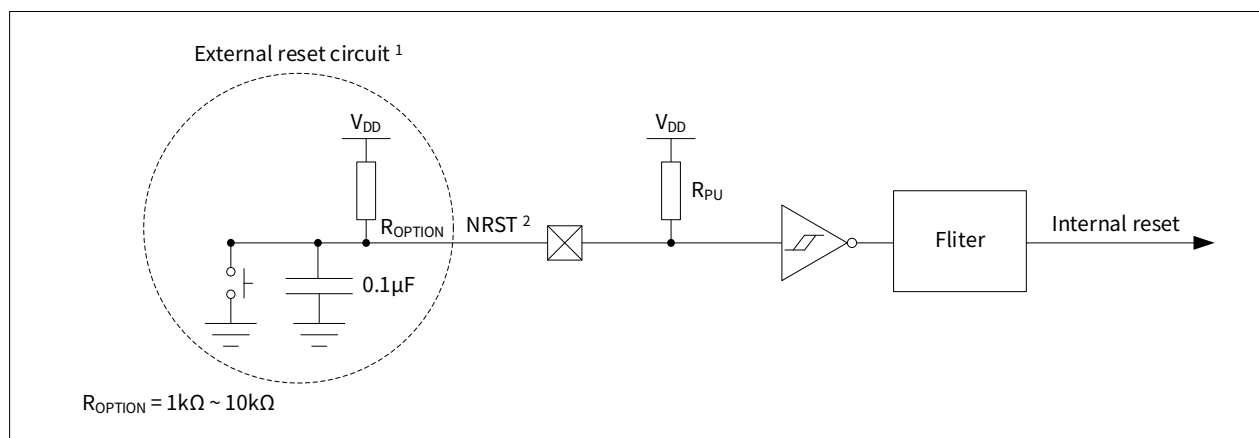 External reset circuit 1
VDD
VDD
ROPTION
NRST 2
RPU
Fliter
Internal reset
0.1μF
ROPTION = 1kΩ ~ 10kΩ